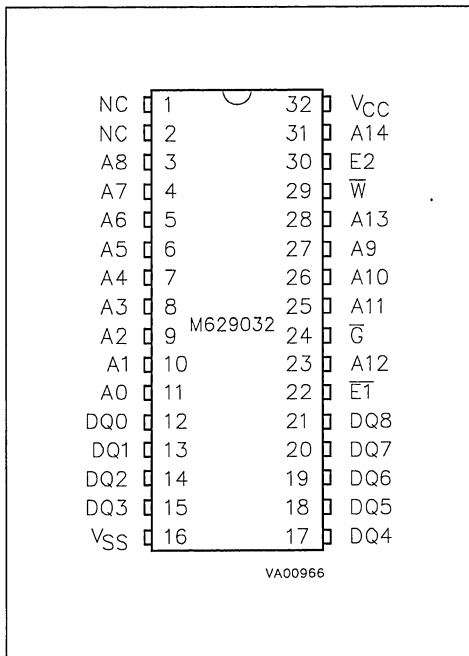 NC 1 32 V_CC
NC 2 31 A14
A8 3 30 E2
A7 4 29 W̅
A6 5 28 A13
A5 6 27 A9
A4 7 26 A10
A3 8 25 A11
M629032
A2 9 24 G̅
A1 10 23 A12
A0 11 22 E̅1̅
DQ0 12 21 DQ8
DQ1 13 20 DQ7
DQ2 14 19 DQ6
DQ3 15 18 DQ5
V_SS 16 17 DQ4
VA00966